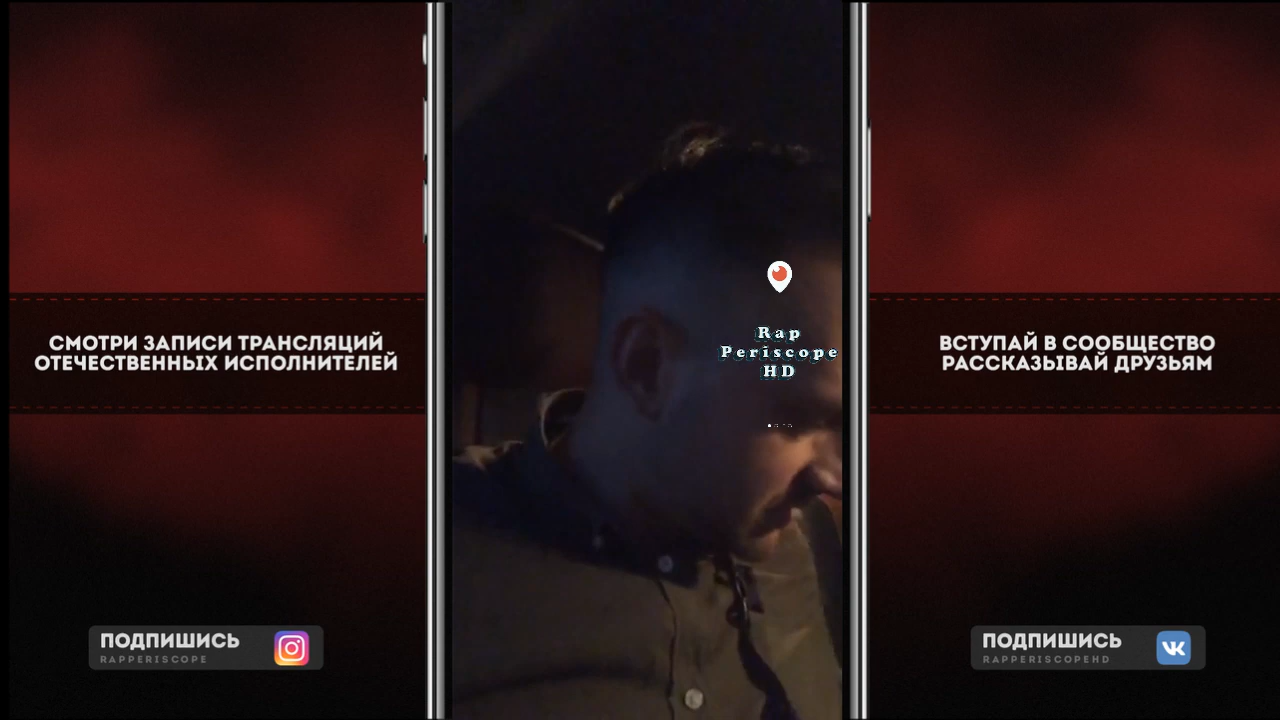 СМОТРИ ЗАПИСИ ТРАНСЛЯЦИЙ
ОТЕЧЕСТВЕННЫХ ИСПОЛНИТЕЛЕЙ
ПОДПИШИСЬ
RAPPERISCOPE
Rap
Periscope
HD
ВСТУПАЙ В СООБЩЕСТВО
РАССКАЗЫВАЙ ДРУЗЬЯМ
ПОДПИШИСЬ
RAPPERISCOPEHD